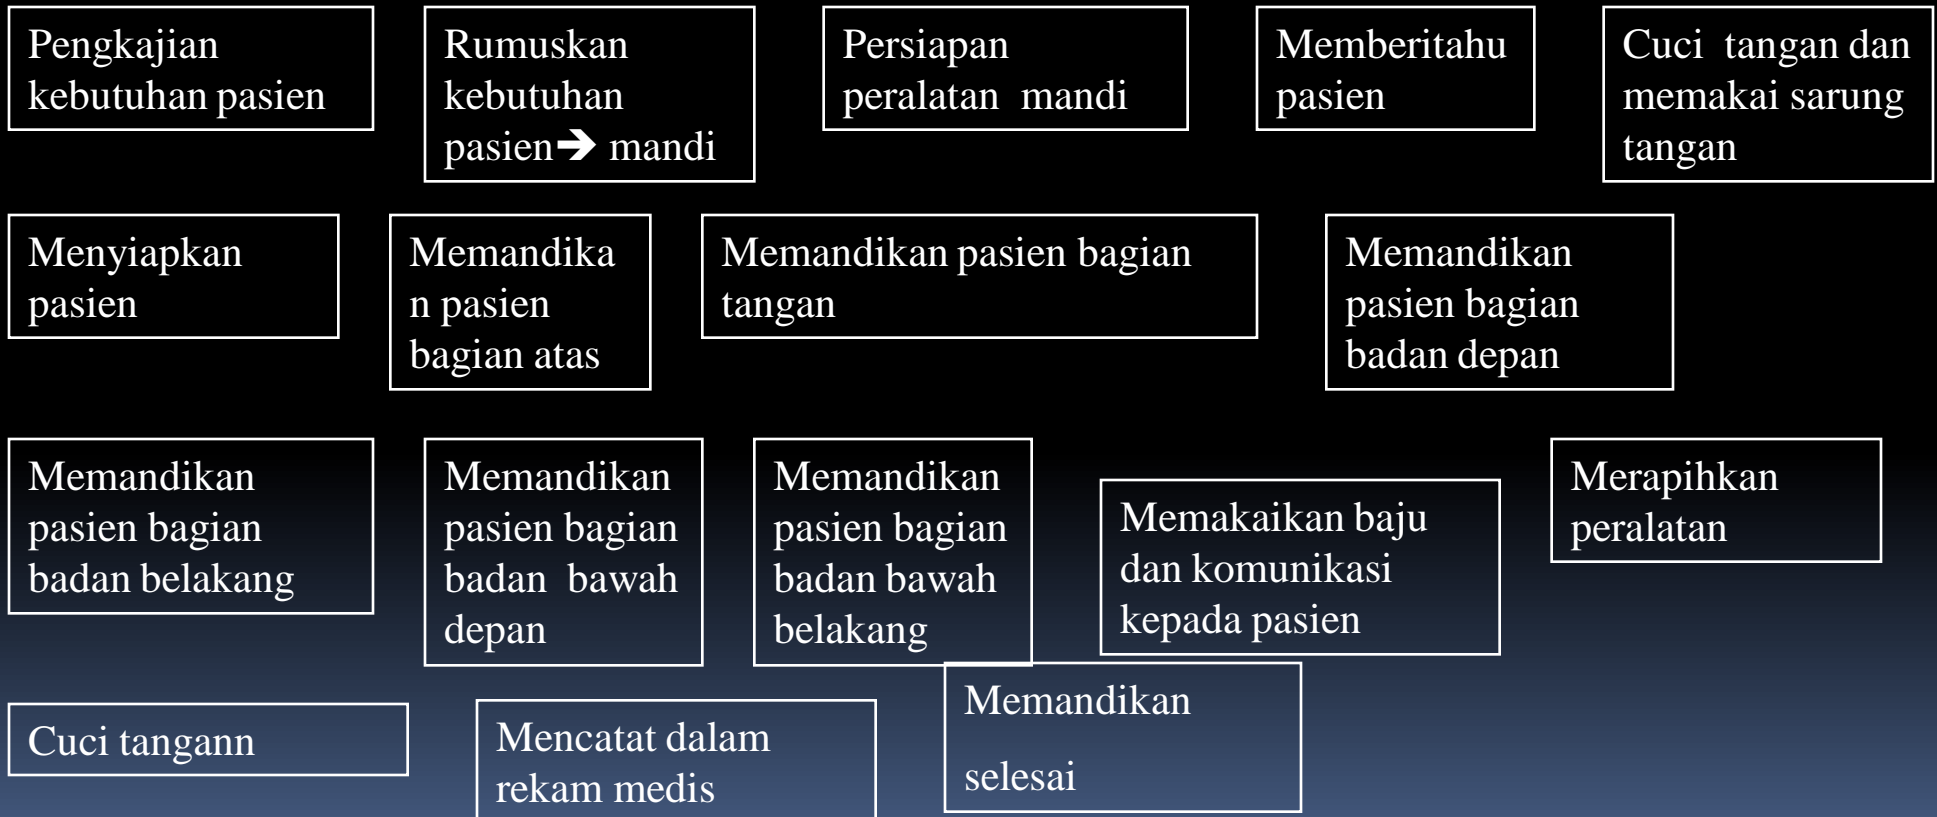 Pengkajian
kebutuhan pasien
Rumuskan
kebutuhan
pasien➔ mandi
Persiapan
peralatan mandi
Memberitahu
pasien
Cuci tangan dan
memakai sarung
tangan
Menyiapkan
pasien
Memandika
n pasien
bagian atas
Memandikan pasien bagian
tangan
Memandikan
pasien bagian
badan depan
Memandikan
pasien bagian
badan belakang
Memandikan
pasien bagian
badan bawah
depan
Memandikan
pasien bagian
badan bawah
belakang
Memakaikan baju
dan komunikasi
kepada pasien
Merapihkan
peralatan
Cuci tangann
Mencatat dalam
rekam medis
Memandikan
selesai